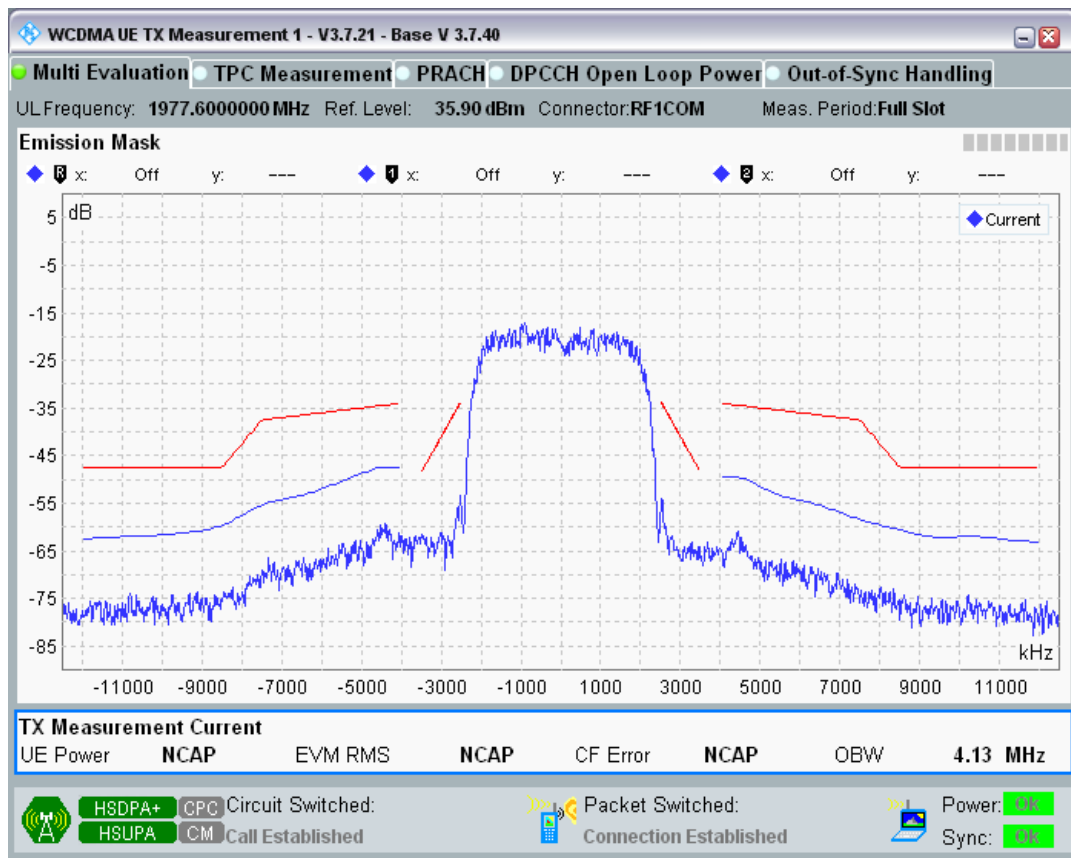 WCDMA UE TX Measurement 1 - V3.7.21 - Base V 3.7.40
Multi Evaluation TPC Measurement PRACH DPCCH Open Loop Power Out-of-Sync Handling
UL Frequency: 1977.6000000 MHz Ref. Level: 35.90 dBm Connector:RF1COM Meas. Period:Full Slot
Emission Mask
R x: Off y: --- 1 x: Off y: --- 2 x: Off y: ---
dB
Current
5
-5
-15
-25
-35
-45
-55
-65
-75
-85
kHz
-11000 -9000 -7000 -5000 -3000 -1000 1000 3000 5000 7000 9000 11000
TX Measurement Current
UE Power NCAP EVM RMS NCAP CF Error NCAP OBW 4.13 MHz
HSDPA+ CPC Circuit Switched: Packet Switched: Power: Ok
HSUPA CM Call Established Connection Established Sync: Ok